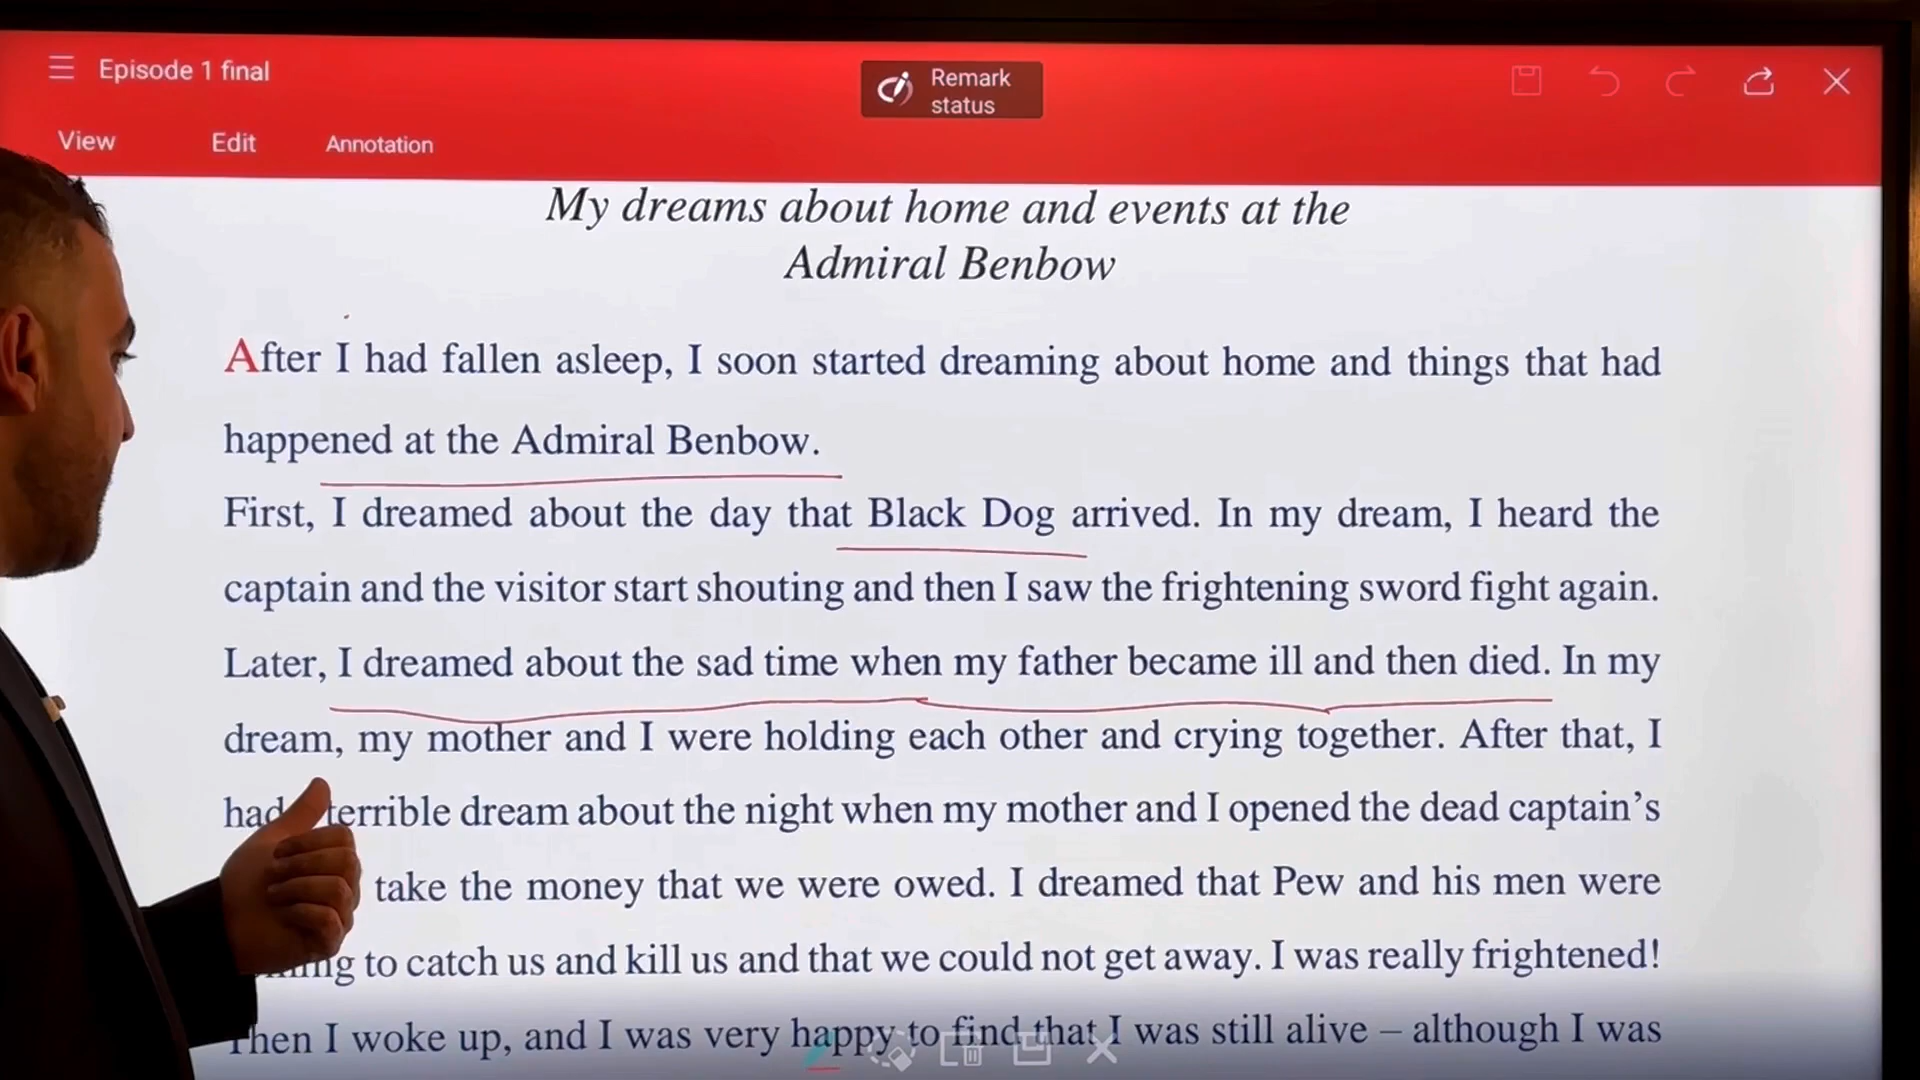 Episode 1 final
Remark
status
View Edit Annotation
My dreams about home and events at the
Admiral Benbow
After I had fallen asleep, I soon started dreaming about home and things that had
happened at the Admiral Benbow.
First, I dreamed about the day that Black Dog arrived. In my dream, I heard the
captain and the visitor start shouting and then I saw the frightening sword fight again.
Later, I dreamed about the sad time when my father became ill and then died. In my
dream, my mother and I were holding each other and crying together. After that, I
had terrible dream about the night when my mother and I opened the dead captain’s
take the money that we were owed. I dreamed that Pew and his men were
to catch us and kill us and that we could not get away. I was really frightened!
Then I woke up, and I was very happy to find that I was still alive – although I was